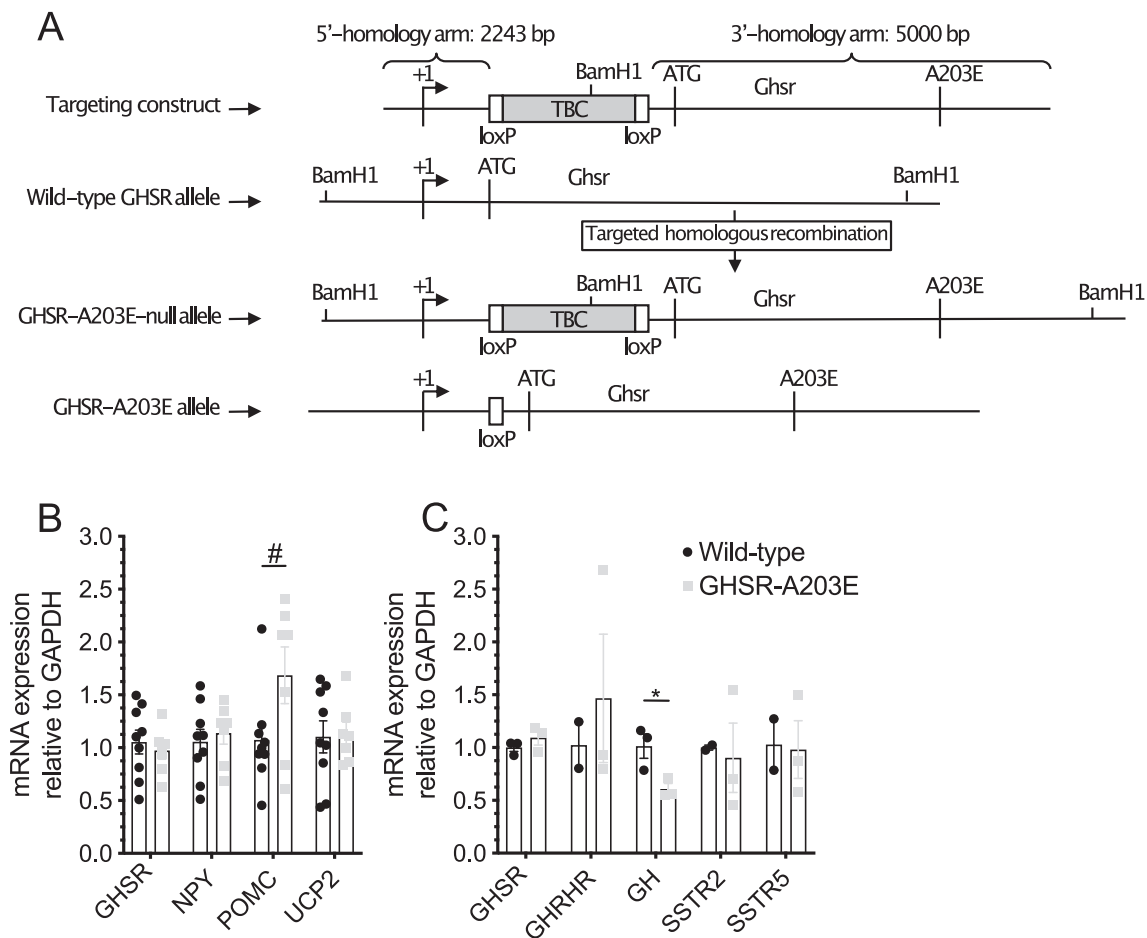 A
5'–homology arm: 2243 bp
3'–homology arm: 5000 bp
Targeting construct
+1
BamH1
ATG
Ghsr
A203E
TBC
loxP
loxP
Wild–type GHSR allele
BamH1
+1
ATG
Ghsr
BamH1
Targeted homologous recombination
GHSR–A203E–null allele
BamH1
+1
BamH1
ATG
Ghsr
A203E
BamH1
TBC
loxP
loxP
GHSR–A203E allele
+1
ATG
Ghsr
A203E
loxP
B
mRNA expression
relative to GAPDH
3.0
2.5
2.0
1.5
1.0
0.5
0.0
#
GHSR
NPY
POMC
UCP2
C
mRNA expression
relative to GAPDH
3.0
2.5
2.0
1.5
1.0
0.5
0.0
*
Wild-type
GHSR-A203E
GHSR
GHRHR
GH
SSTR2
SSTR5